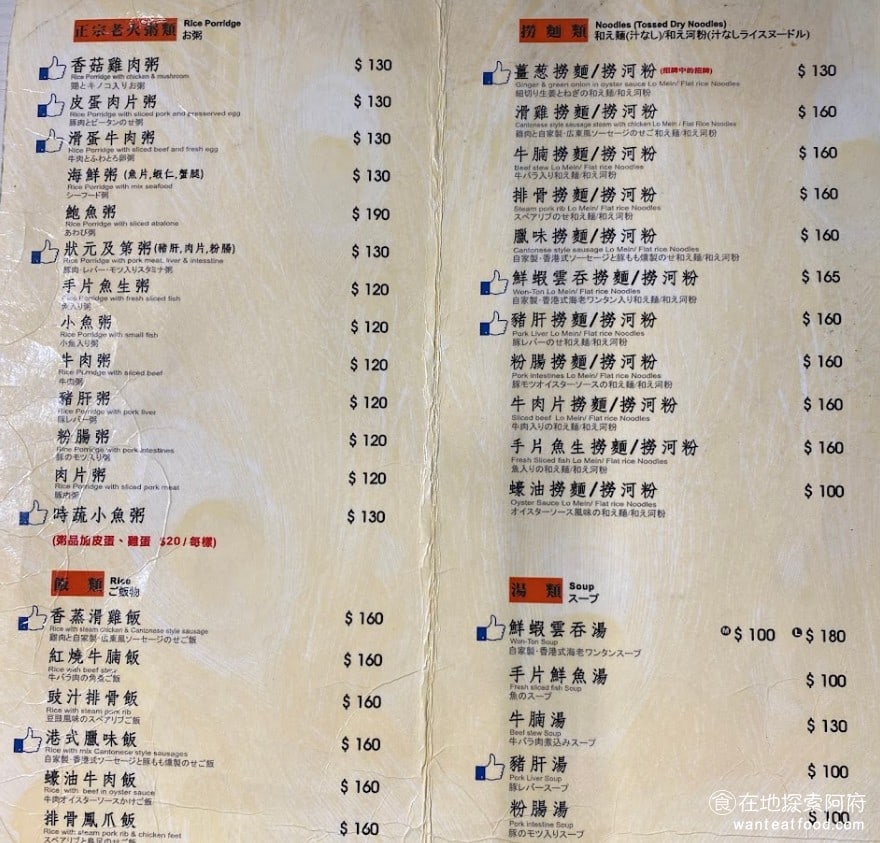 正宗老火粥類 Rice Porridge
お粥
香菇雞肉粥 $ 130
Rice Porridge with chicken & mushroom
鶏とキノコ入りお粥
皮蛋肉片粥 $ 130
Rice Porridge with sliced pork and preserved egg
豚肉とピータンのせ粥
滑蛋牛肉粥 $ 130
Rice Porridge with sliced beef and fresh egg
牛肉とふわとろ卵粥
海鮮粥 (魚片,蝦仁,蟹腿) $ 130
Rice Porridge with mix seafood
シーフード粥
鮑魚粥 $ 190
Rice Porridge with sliced abalone
あわび粥
狀元及第粥(豬肝,肉片,粉腸) $ 130
Rice Porridge with pork meat, liver & intesstine
豚肉・レバー・モツ入りスタミナ粥
手片魚生粥 $ 120
Rice Porridge with fresh sliced fish
魚入り粥
小魚粥 $ 120
Rice Porridge with small fish
小魚入り粥
牛肉粥 $ 120
Rice Porridge with sliced beef
牛肉粥
豬肝粥 $ 120
Rice Porridge with pork liver
豚レバー粥
粉腸粥 $ 120
Rice Porridge with pork intestines
豚のモツ入り粥
肉片粥 $ 120
Rice Porridge with sliced pork meat
豚肉粥
時蔬小魚粥 $ 130
(粥品加皮蛋、雞蛋 $20/每樣)
飯類 Rice
ご飯物
香蒸滑雞飯 $ 160
Rice with steam chicken & Cantonese style sausage
雞肉と自家製・広東風ソーセージのせご飯
紅燒牛腩飯 $ 160
Rice with beef stew
牛バラ肉の角煮ご飯
豉汁排骨飯 $ 160
Rice with steam pork rib
豆豉風味のスペアリブご飯
港式臘味飯 $ 160
Rice with mix Cantonese style sausages
自家製・香港式ソーセージと豚もも燻製のせご飯
蠔油牛肉飯 $ 160
Rice with beef in oyster sauce
牛肉オイスターソースかけご飯
排骨鳳爪飯 $ 160
Rice with steam pork rib & chicken feet
スペアリブと鳥足のせご飯
撈麵類 Noodles (Tossed Dry Noodles)
和え麵(汁なし)/和え河粉(汁なしライスヌードル)
薑葱撈麵/撈河粉 (招牌中的招牌) $ 130
Ginger & green onion in oyster sauce Lo Mein/ Flat rice Noodles
細切り生姜とねぎの和え麵/和え河粉
滑雞撈麵/撈河粉 $ 160
Cantonese style sausage steam with chicken Lo Mein / Flat Rice Noodles
雞肉と自家製・広東風ソーセージのせご和え麵/和え河粉
牛腩撈麵/撈河粉 $ 160
Beef stew Lo Mein/ Flat rice Noodles
牛バラ入り和え麵/和え河粉
排骨撈麵/撈河粉 $ 160
Steam pork rib Lo Mein/ Flat rice Noodles
スペアリブのせ和え麵/和え河粉
臘味撈麵/撈河粉 $ 160
Cantonese style sausage Lo Mein/ Flat rice Noodles
自家製・香港式ソーセージと豚もも燻製のせ和え麵/和え河粉
鮮蝦雲吞撈麵/撈河粉 $ 165
Won-Ton Lo Mein/ Flat rice Noodles
自家製・香港式海老ワンタン入り和え麵/和え河粉
豬肝撈麵/撈河粉 $ 160
Pork Liver Lo Mein/ Flat rice Noodles
豚レバーのせ和え麵/和え河粉
粉腸撈麵/撈河粉 $ 160
Pork intestines Lo Mein/ Flat rice Noodles
豚モツオイスターソースの和え麵/和え河粉
牛肉片撈麵/撈河粉 $ 160
Sliced beef Lo Mein/ Flat rice Noodles
牛肉入りの和え麵/和え河粉
手片魚生撈麵/撈河粉 $ 160
Fresh Sliced fish Lo Mein/ Flat rice Noodles
魚入りの和え麵/和え河粉
蠔油撈麵/撈河粉 $ 100
Oyster Sauce Lo Mein/ Flat rice Noodles
オイスターソース風味の和え麵/和え河粉
湯類 Soup
スープ
鮮蝦雲吞湯 M $ 100 L $ 180
Won-Ton Soup
自家製・香港式海老ワンタンスープ
手片鮮魚湯 $ 100
Fresh sliced fish Soup
魚のスープ
牛腩湯 $ 130
Beef stew Soup
牛バラ肉煮込みスープ
豬肝湯 $ 100
Pork Liver Soup
豚レバースープ
粉腸湯 $ 100
Pork intestine Soup
豚のモツ入りスープ
食在地探索阿府
wanteatfood.com